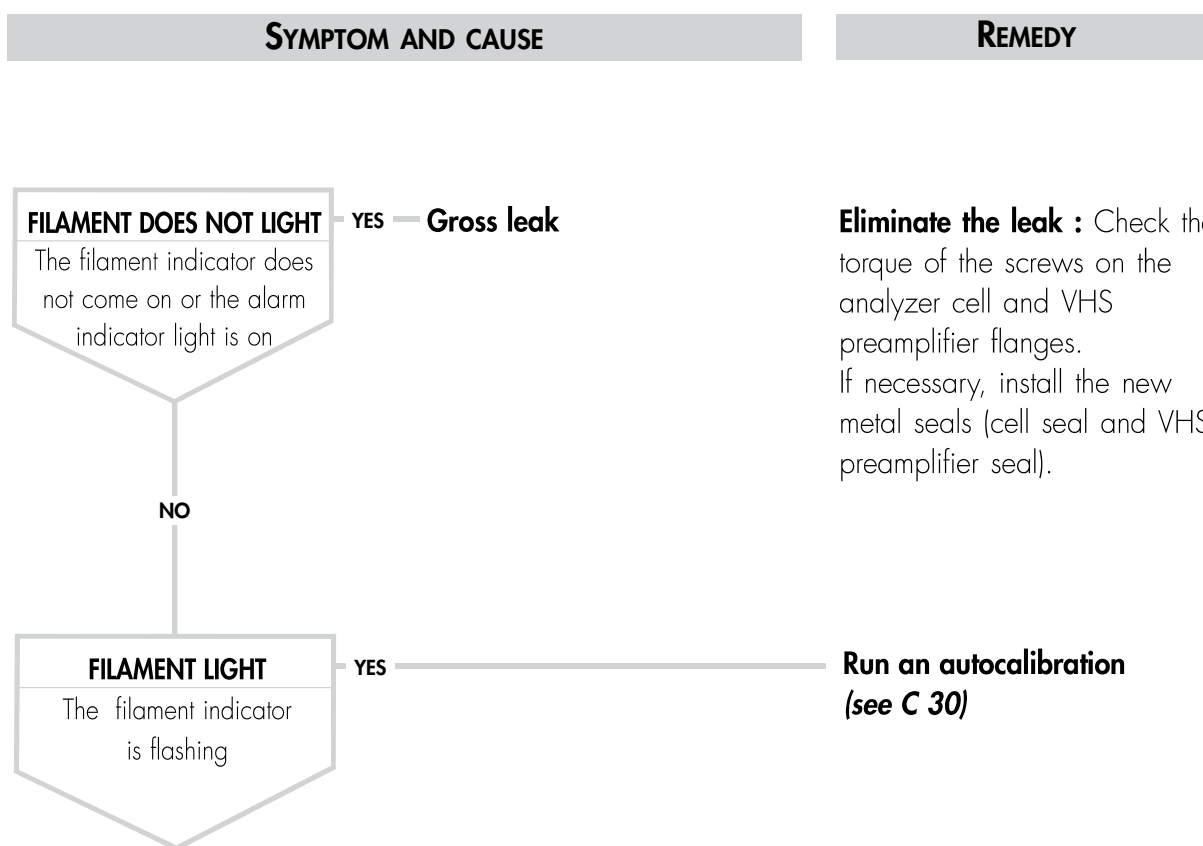 SYMPTOM AND CAUSE
REMEDY
FILAMENT DOES NOT LIGHT
The filament indicator does
not come on or the alarm
indicator light is on
YES
Gross leak
Eliminate the leak : Check the
torque of the screws on the
analyzer cell and VHS
preamplifier flanges.
If necessary, install the new
metal seals (cell seal and VHS
preamplifier seal).
NO
FILAMENT LIGHT
The filament indicator
is flashing
YES
Run an autocalibration
(see C 30)